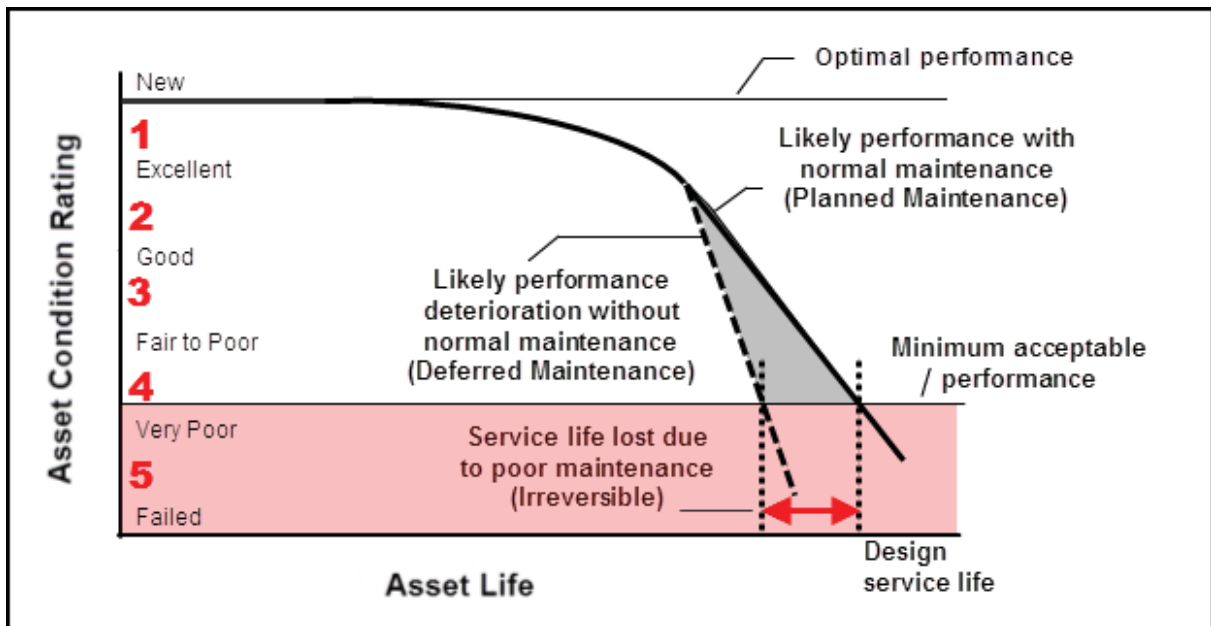 Optimal performance
New
1
Excellent
2
Good
3
Fair to Poor
4
Very Poor
5
Failed
Asset Condition Rating
Likely performance with
normal maintenance
(Planned Maintenance)
Likely performance
deterioration without
normal maintenance
(Deferred Maintenance)
Minimum acceptable
/ performance
Service life lost due
to poor maintenance
(Irreversible)
Design
service life
Asset Life